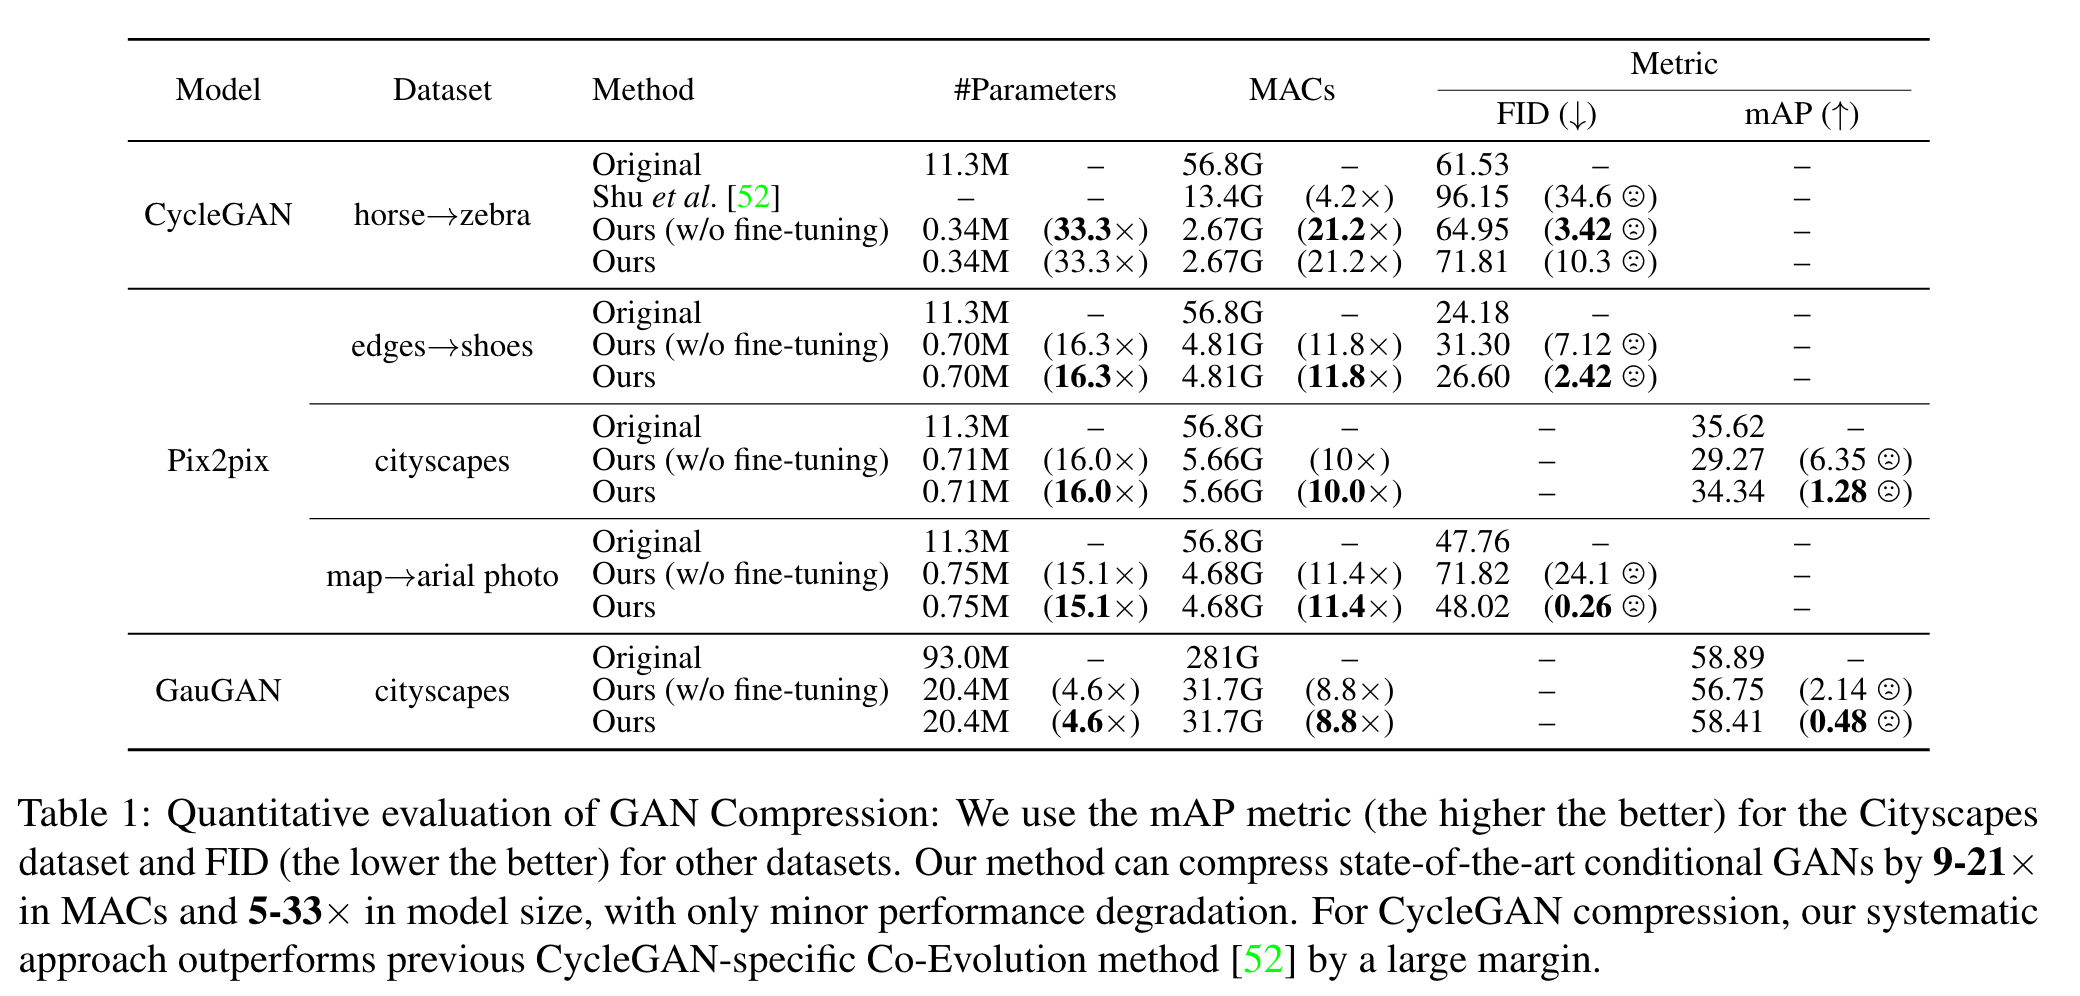 Model Dataset Method #Parameters MACs Metric
FID (↓) mAP (↑)
Original 11.3M – 56.8G – 61.53 – –
Shu et al. [52] – – 13.4G (4.2×) 96.15 (34.6 ☹) –
CycleGAN horse→zebra
Ours (w/o fine-tuning) 0.34M (33.3×) 2.67G (21.2×) 64.95 (3.42 ☹) –
Ours 0.34M (33.3×) 2.67G (21.2×) 71.81 (10.3 ☹) –
Original 11.3M – 56.8G – 24.18 – –
edges→shoes Ours (w/o fine-tuning) 0.70M (16.3×) 4.81G (11.8×) 31.30 (7.12 ☹) –
Ours 0.70M (16.3×) 4.81G (11.8×) 26.60 (2.42 ☹) –
Original 11.3M – 56.8G – – 35.62 –
Pix2pix cityscapes Ours (w/o fine-tuning) 0.71M (16.0×) 5.66G (10×) – 29.27 (6.35 ☹)
Ours 0.71M (16.0×) 5.66G (10.0×) – 34.34 (1.28 ☹)
Original 11.3M – 56.8G – 47.76 – –
map→arial photo Ours (w/o fine-tuning) 0.75M (15.1×) 4.68G (11.4×) 71.82 (24.1 ☹) –
Ours 0.75M (15.1×) 4.68G (11.4×) 48.02 (0.26 ☹) –
Original 93.0M – 281G – – 58.89 –
GauGAN cityscapes Ours (w/o fine-tuning) 20.4M (4.6×) 31.7G (8.8×) – 56.75 (2.14 ☹)
Ours 20.4M (4.6×) 31.7G (8.8×) – 58.41 (0.48 ☹)
Table 1: Quantitative evaluation of GAN Compression: We use the mAP metric (the higher the better) for the Cityscapes
dataset and FID (the lower the better) for other datasets. Our method can compress state-of-the-art conditional GANs by 9-21×
in MACs and 5-33× in model size, with only minor performance degradation. For CycleGAN compression, our systematic
approach outperforms previous CycleGAN-specific Co-Evolution method [52] by a large margin.